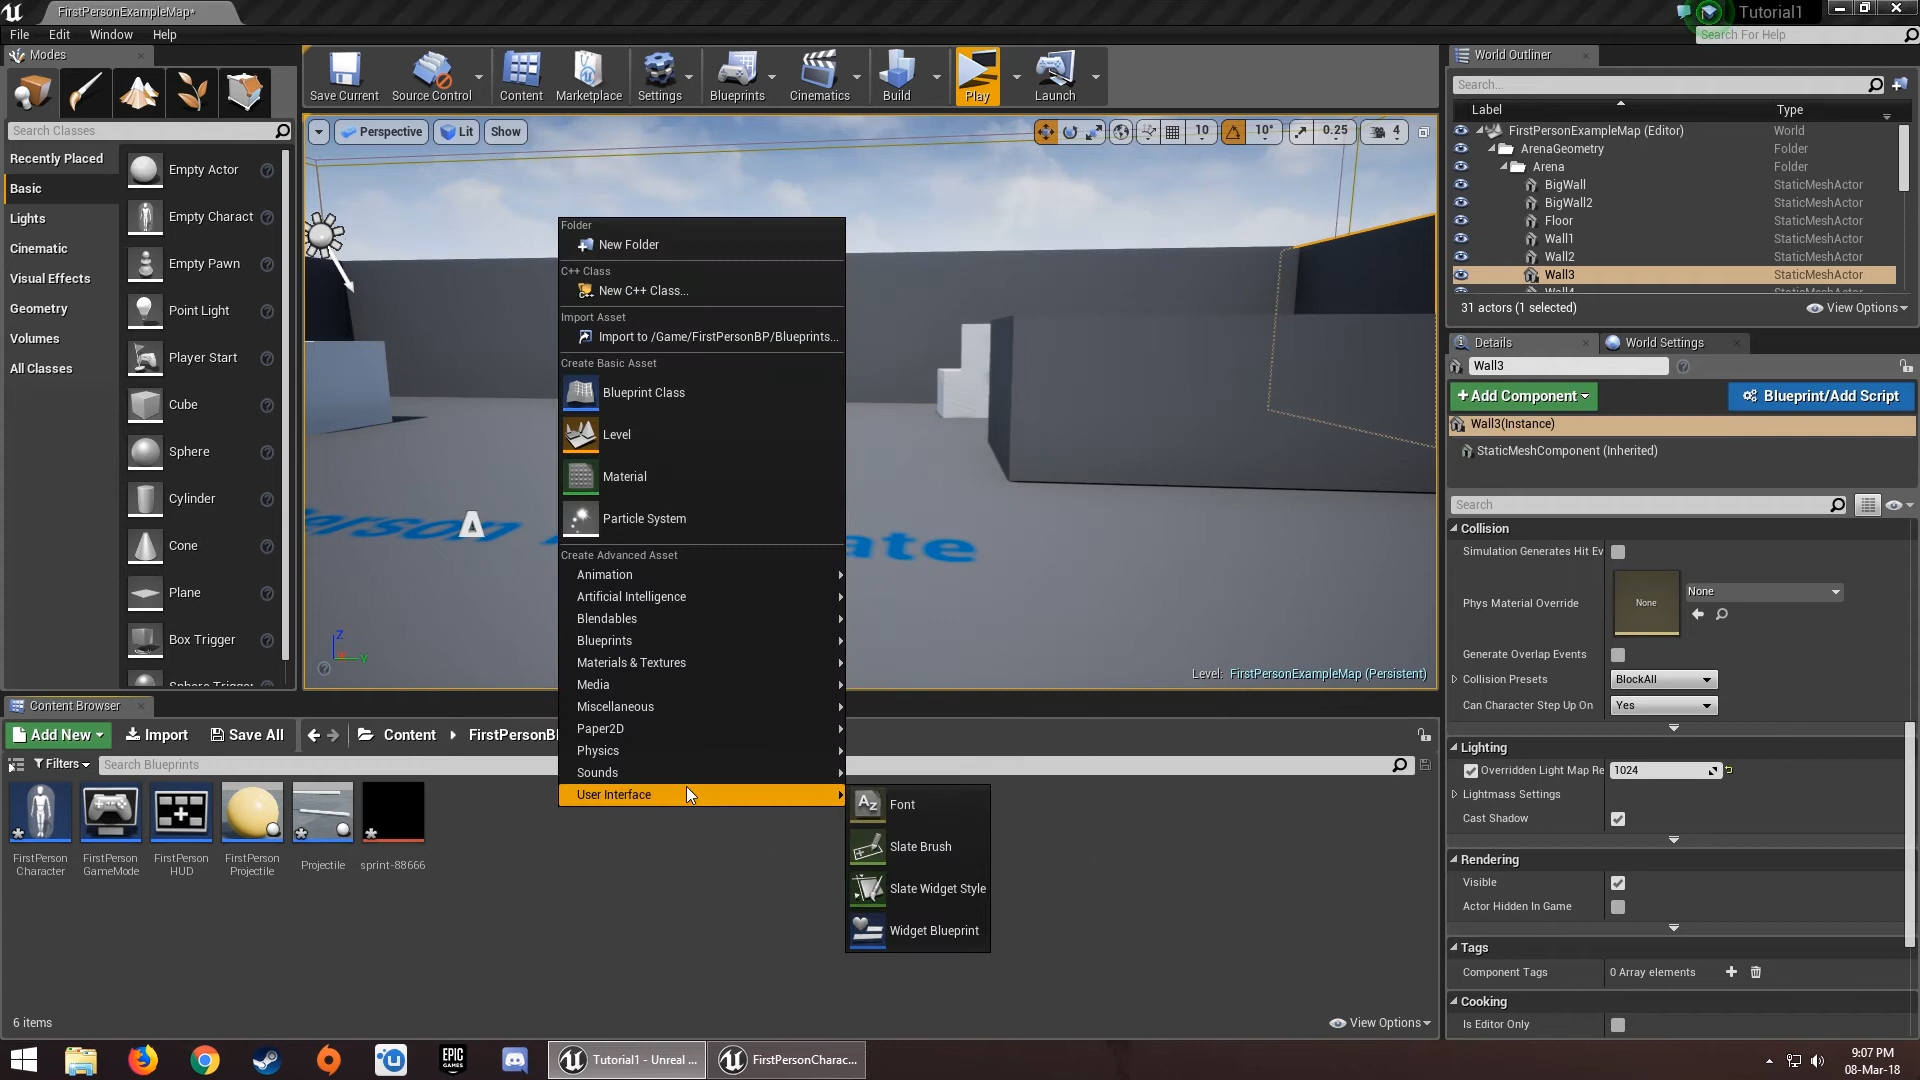 FirstPersonExampleMap*
Tutorial1
File Edit Window Help
Search For Help
Modes
Search Classes
Recently Placed
Basic
Lights
Cinematic
Visual Effects
Geometry
Volumes
All Classes
Empty Actor
Empty Charact
Empty Pawn
Point Light
Player Start
Cube
Sphere
Cylinder
Cone
Plane
Box Trigger
Sphere Trigger
Save Current
Source Control
Content
Marketplace
Settings
Blueprints
Cinematics
Build
Play
Launch
Perspective
Lit
Show
10
10°
0.25
4
ate
Z
Y
Level: FirstPersonExampleMap (Persistent)
Folder
New Folder
C++ Class
New C++ Class...
Import Asset
Import to /Game/FirstPersonBP/Blueprints...
Create Basic Asset
Blueprint Class
Level
Material
Particle System
Create Advanced Asset
Animation
Artificial Intelligence
Blendables
Blueprints
Materials & Textures
Media
Miscellaneous
Paper2D
Physics
Sounds
User Interface
Font
Slate Brush
Slate Widget Style
Widget Blueprint
World Outliner
Search...
Label Type
FirstPersonExampleMap (Editor) World
ArenaGeometry Folder
Arena Folder
BigWall StaticMeshActor
BigWall2 StaticMeshActor
Floor StaticMeshActor
Wall1 StaticMeshActor
Wall2 StaticMeshActor
Wall3 StaticMeshActor
31 actors (1 selected)
View Options
Details
World Settings
Wall3
Add Component
Blueprint/Add Script
Wall3(Instance)
StaticMeshComponent (Inherited)
Search
Collision
Simulation Generates Hit Ev
Phys Material Override
None
None
Generate Overlap Events
Collision Presets BlockAll
Can Character Step Up On Yes
Lighting
Overridden Light Map Re 1024
Lightmass Settings
Cast Shadow
Rendering
Visible
Actor Hidden In Game
Tags
Component Tags 0 Array elements
Cooking
Is Editor Only
Content Browser
Add New
Import
Save All
Content
FirstPersonB
Filters
Search Blueprints
FirstPerson
Character
FirstPerson
GameMode
FirstPerson
HUD
FirstPerson
Projectile
Projectile
sprint-88666
6 items
View Options
EPIC
GAMES
Tutorial1 - Unreal ...
FirstPersonCharac...
9:07 PM
08-Mar-18